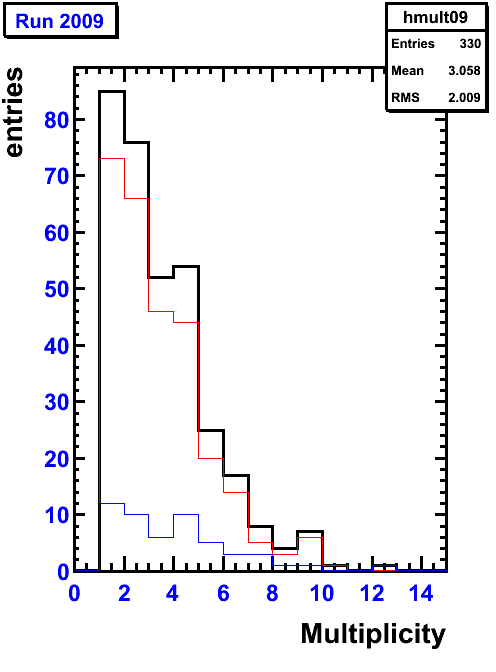 Run 2009
hmult09
Entries 330
Mean 3.058
RMS 2.009
entries
80
70
60
50
40
30
20
10
0
0 2 4 6 8 10 12 14
Multiplicity